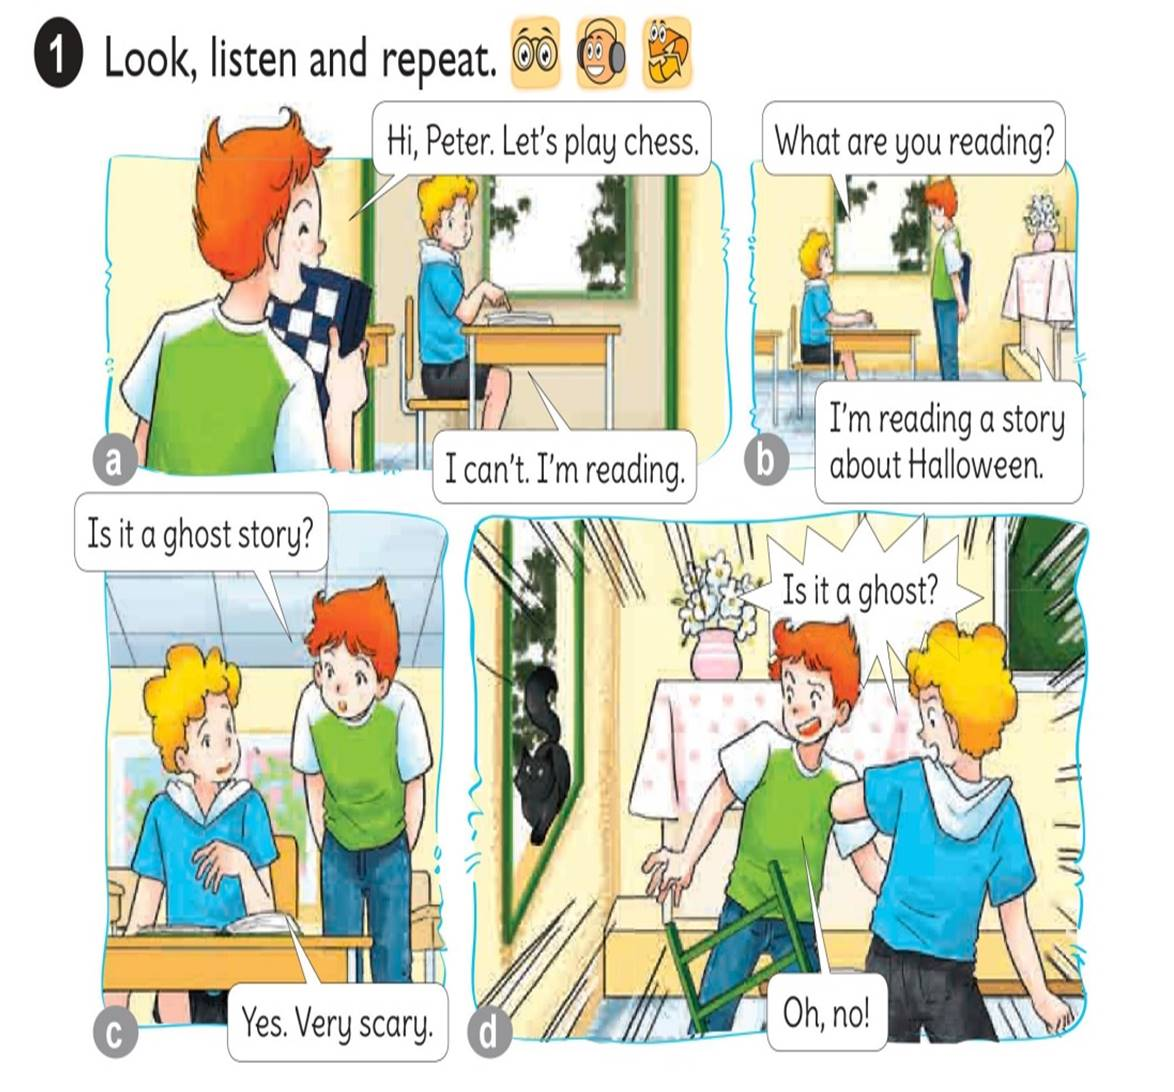 1 Look, listen and repeat.
Hi, Peter. Let's play chess.
I can't. I'm reading.
a
What are you reading?
I'm reading a story
about Halloween.
b
Is it a ghost story?
Yes. Very scary.
c
Is it a ghost?
Oh, no!
d